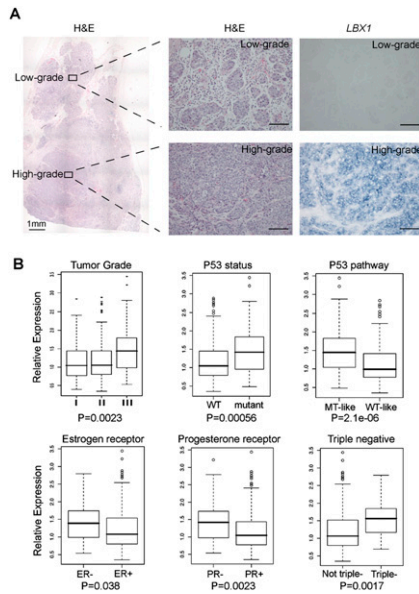 A
H&E
H&E
LBX1
Low-grade
Low-grade
Low-grade
High-grade
High-grade
High-grade
1mm
B
Tumor Grade
P53 status
P53 pathway
Relative Expression
I II III
WT mutant
MT-like WT-like
P=0.0023
P=0.00056
P=2.1e-06
Estrogen receptor
Progesterone receptor
Triple negative
Relative Expression
ER- ER+
PR- PR+
Not triple- Triple-
P=0.038
P=0.0023
P=0.0017